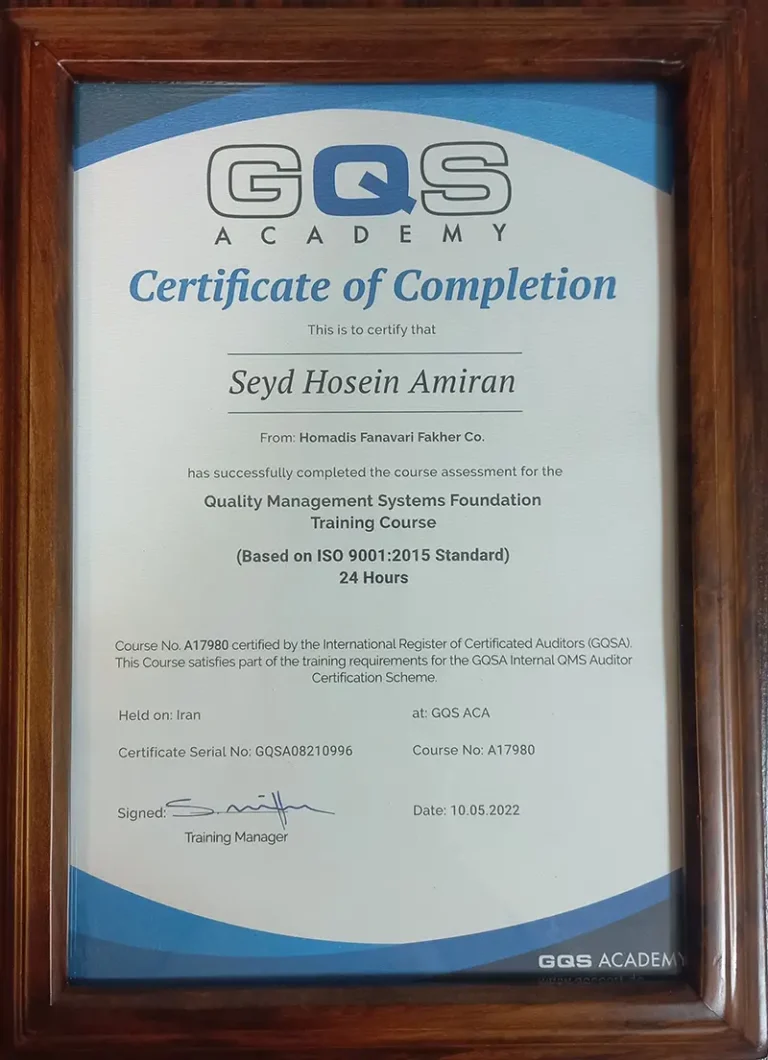 GQS
ACADEMY
Certificate of Completion
This is to certify that
Seyd Hosein Amiran
From: Homadis Fanavari Fakher Co.
has successfully completed the course assessment for the
Quality Management Systems Foundation
Training Course
(Based on ISO 9001:2015 Standard)
24 Hours
Course No. A17980 certified by the International Register of Certificated Auditors (GQSA).
This Course satisfies part of the training requirements for the GQSA Internal QMS Auditor
Certification Scheme.
Held on: Iran
at: GQS ACA
Certificate Serial No: GQSA08210996
Course No: A17980
Signed:
Date: 10.05.2022
Training Manager
GQS ACADEMY